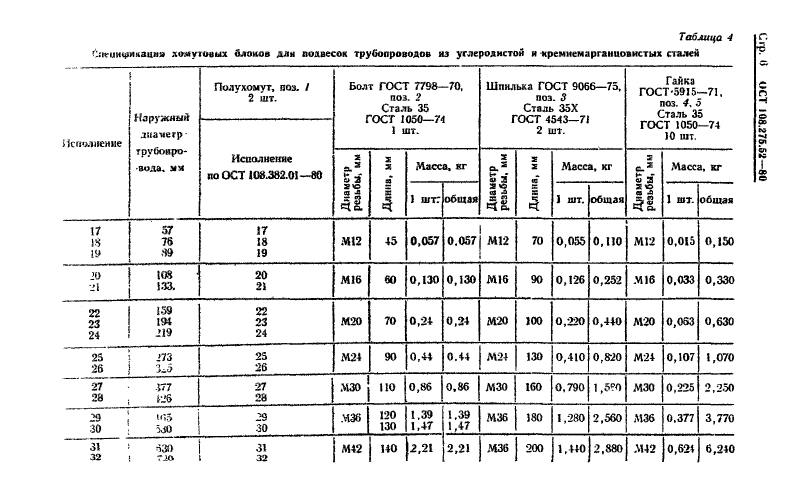 Таблица 4
Спецификация хомутовых блоков для подвесок трубопроводов из углеродистой и кремнемарганцовистых сталей
Исполнение | Наружный диаметр трубопровода, мм | Полухомут, поз. 1 2 шт. | Болт ГОСТ 7798—70, поз. 2 Сталь 35 ГОСТ 1050—74 1 шт. | Шпилька ГОСТ 9066—75, поз. 3 Сталь 35Х ГОСТ 4543—71 2 шт. | Гайка ГОСТ 5915—71, поз. 4, 5 Сталь 35 ГОСТ 1050—74 10 шт.
Исполнение по ОСТ 108.382.01—80 | Диаметр резьбы, мм | Длина, мм | Масса, кг | Диаметр резьбы, мм | Длина, мм | Масса, кг | Диаметр резьбы, мм | Масса, кг
1 шт. | общая | 1 шт. | общая | 1 шт. | общая
17 57 17
18 76 18 М12 45 0,057 0,057 М12 70 0,055 0,110 М12 0,015 0,150
19 89 19
20 108 20
21 133. 21 М16 60 0,130 0,130 М16 90 0,126 0,252 М16 0,033 0,330
22 159 22
23 194 23 М20 70 0,24 0,24 М20 100 0,220 0,440 М20 0,063 0,630
24 219 24
25 273 25 М24 90 0,44 0,44 М24 130 0,410 0,820 М24 0,107 1,070
26 26
27 377 27 М30 110 0,86 0,86 М30 160 0,790 М30 0,225 2,250
28 426 28
29 465 29 М36 120 1,39 1,39 М36 180 1,280 2,560 М36 0,377 3,770
30 530 30 130 1,47 1,47
31 630 31 М42 140 2,21 2,21 М36 200 1,440 2,880 М42 0,624 6,240
32 720 32
Стр. 6 ОСТ 108.275.52—80